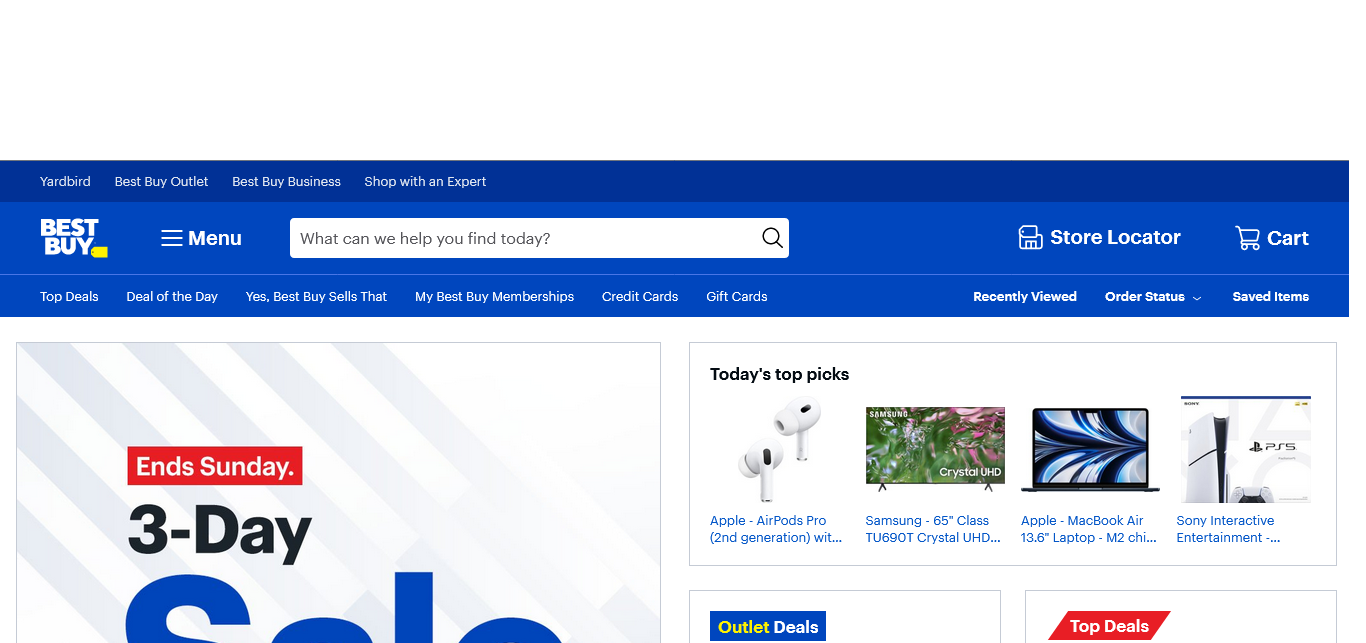 Yardbird Best Buy Outlet Best Buy Business Shop with an Expert
BEST
BUY
Menu
What can we help you find today?
Store Locator
Cart
Top Deals Deal of the Day Yes, Best Buy Sells That My Best Buy Memberships Credit Cards Gift Cards Recently Viewed Order Status Saved Items
Ends Sunday.
3-Day
Sale
Today's top picks
SAMSUNG
Crystal UHD
SONY
PS5
Apple - AirPods Pro
(2nd generation) wit...
Samsung - 65" Class
TU690T Crystal UHD...
Apple - MacBook Air
13.6" Laptop - M2 chi...
Sony Interactive
Entertainment -...
Outlet Deals
Top Deals